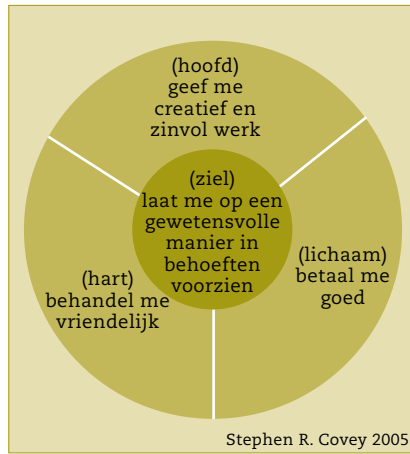 (hoofd)
geef me
creatief en
zinvol werk
(ziel)
laat me op een
gewetensvolle
manier in
behoeften
voorzien
(hart)
behandel me
vriendelijk
(lichaam)
betaal me
goed
Stephen R. Covey 2005